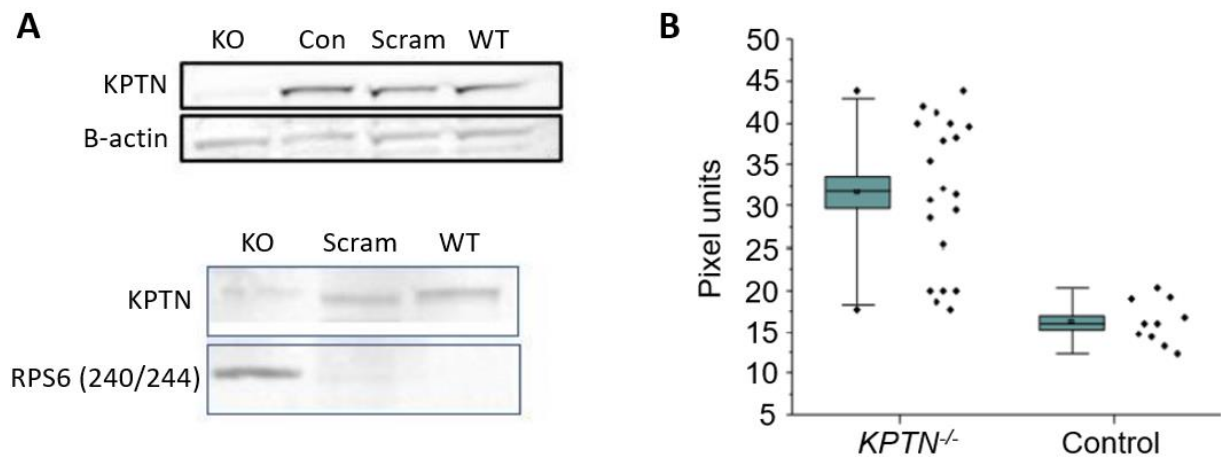 A
KO Con Scram WT
KPTN
B-actin
KO Scram WT
KPTN
RPS6 (240/244)
B
Pixel units
50
45
40
35
30
25
20
15
10
5
KPTN-/- Control